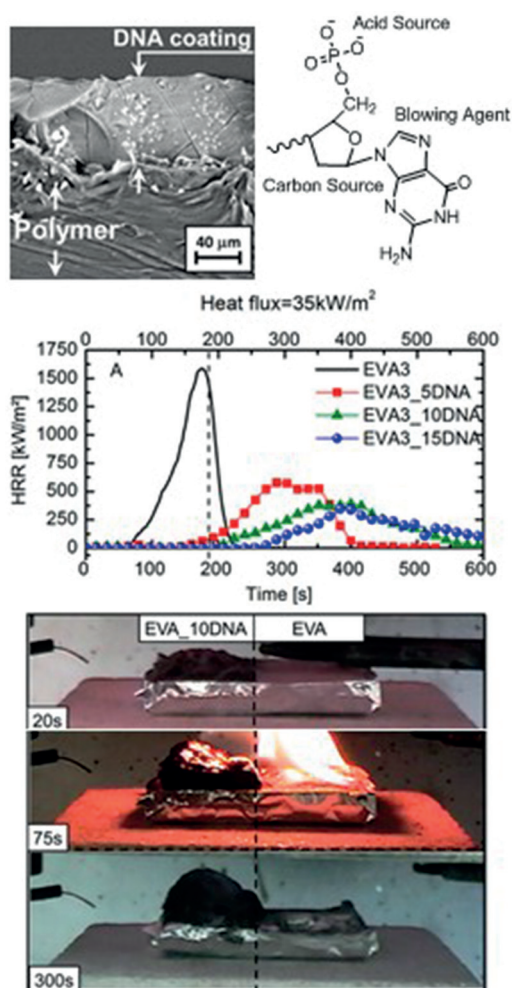 DNA coating
Polymer
40 μm
Acid Source
O⁻
O⁻
P
O
O
CH₂
Blowing Agent
O
N
N
O
Carbon Source
N
NH
N
H₂N
Heat flux=35kW/m²
0 100 200 300 400 500 600
1750
1500
1250
1000
750
500
250
0
HRR [kW/m²]
A
EVA3
EVA3_5DNA
EVA3_10DNA
EVA3_15DNA
0 100 200 300 400 500 600
Time [s]
EVA_10DNA EVA
20s
75s
300s